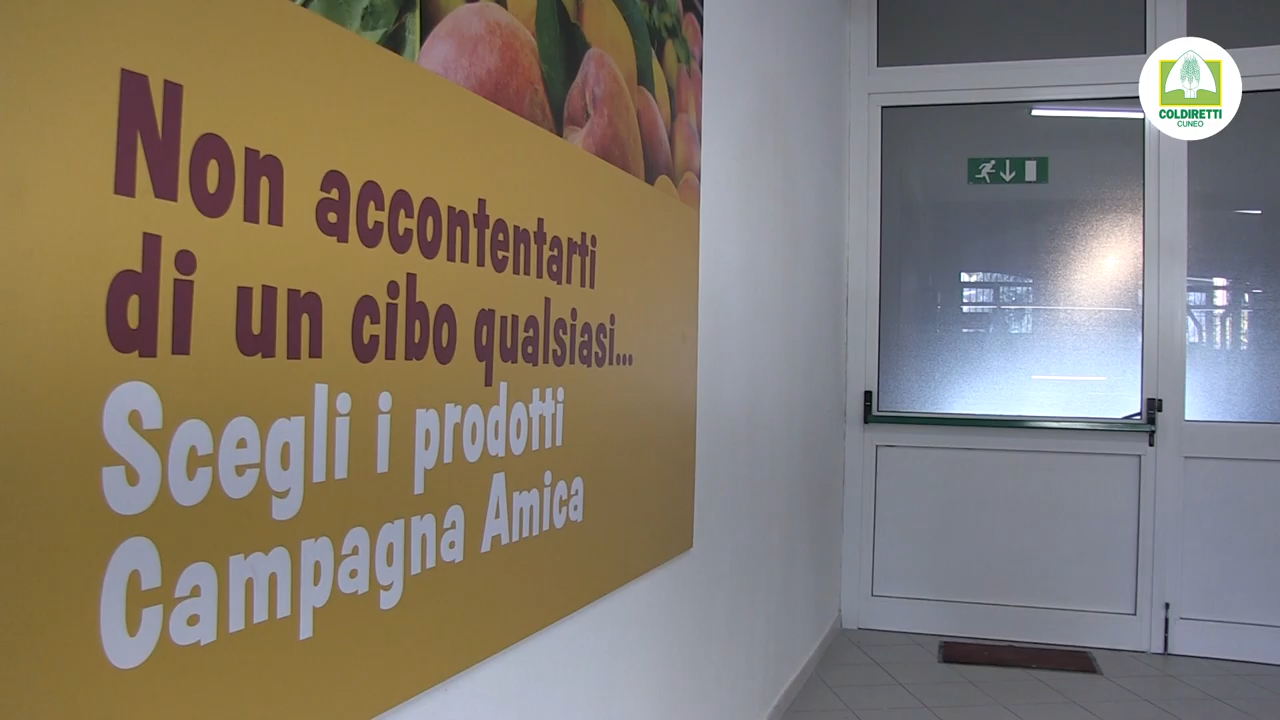 Non accontentarti
di un cibo qualsiasi...
Scegli i prodotti
Campagna Amica
COLDIRETTI
CUNEO